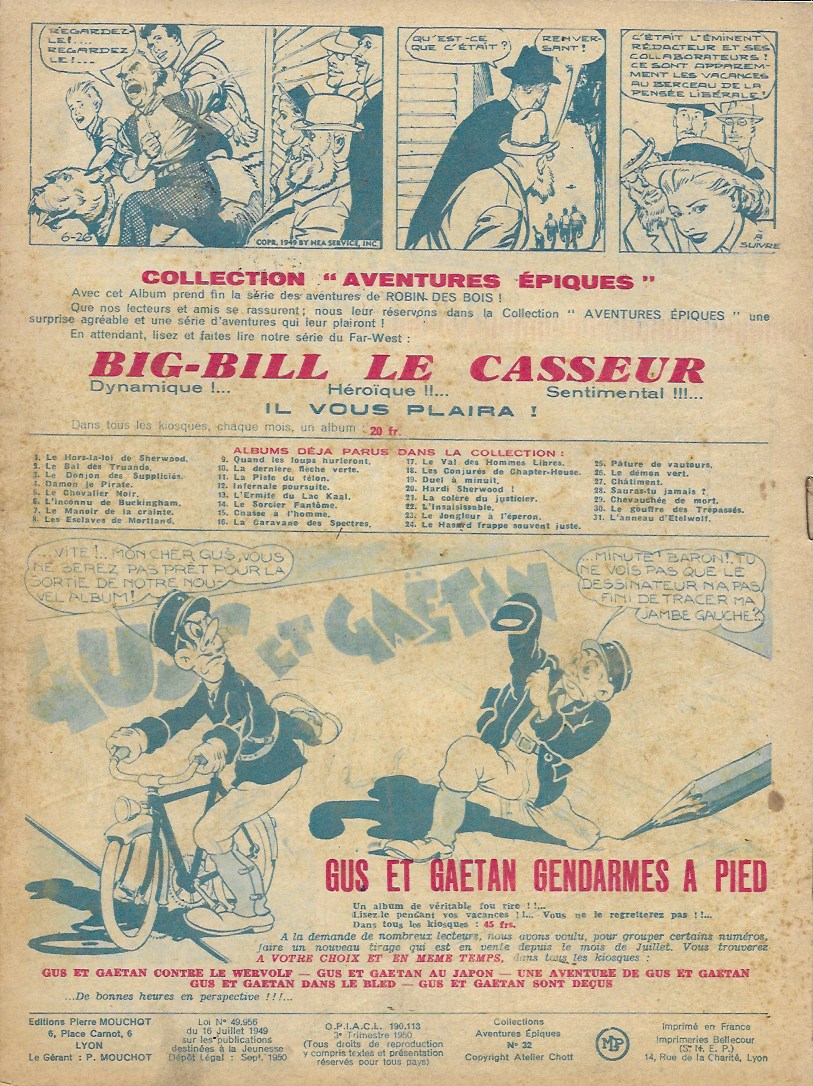 REGARDEZ-
LE!....
REGARDEZ
LE!...
6-26
COPR. 1949 BY NEA SERVICE, INC.
QU'EST-CE
QUE C'ÉTAIT?
RENVER-
SANT!
C'ÉTAIT L'ÉMINENT
RÉDACTEUR ET SES
COLLABORATEURS!
CE SONT APPAREM-
MENT LES VACANCES
AU BERCEAU DE LA
PENSÉE LIBÉRALE!
À
SUIVRE
COLLECTION " AVENTURES ÉPIQUES "
Avec cet Album prend fin la série des aventures de ROBIN DES BOIS !
Que nos lecteurs et amis se rassurent; nous leur réservons dans la Collection " AVENTURES ÉPIQUES " une
surprise agréable et une série d'aventures qui leur plairont !
En attendant, lisez et faites lire notre série du Far-West :
BIG-BILL LE CASSEUR
Dynamique !... Héroïque !!... Sentimental !!!...
IL VOUS PLAIRA !
Dans tous les kiosques, chaque mois, un album : 20 fr.
ALBUMS DÉJA PARUS DANS LA COLLECTION :
1. Le Hors-la-loi de Sherwood.
2. Le Bal des Truands.
3. Le Donjon des Suppliciés.
4. Damon le Pirate.
5. Le Chevalier Noir.
6. L'inconnu de Buckingham.
7. Le Manoir de la crainte.
8. Les Esclaves de Mortland.
9. Quand les loups hurleront.
10. La dernière flèche verte.
11. La Piste du félon.
12. Infernale poursuite.
13. L'Ermite du Lac Kaal.
14. Le Sorcier Fantôme.
15. Chasse à l'homme.
16. La Caravane des Spectres.
17. Le Val des Hommes Libres.
18. Les Conjurés de Chapter-House.
19. Duel à minuit.
20. Hardi Sherwood !
21. La colère du justicier.
22. L'Insaisissable.
23. Le Jongleur à l'éperon.
24. Le Hasard frappe souvent juste.
25. Pâture de vautours.
26. Le démon vert.
27. Châtiment.
28. Sauras-tu jamais ?
29. Chevauchée de mort.
30. Le gouffre des Trépassés.
31. L'anneau d'Etelwolf.
...VITE!.. MON CHER GUS, VOUS
NE SEREZ PAS PRÊT POUR LA
SORTIE DE NOTRE NOU-
VEL ALBUM!
...MINUTE! BARON!.. TU
NE VOIS PAS QUE LE
DESSINATEUR N'A PAS
FINI DE TRACER MA
JAMBE GAUCHE?
GUS ET GAËTAN
GUS ET GAETAN GENDARMES A PIED
Un album de véritable fou rire !!...
Lisez-le pendant vos vacances !!... Vous ne le regretterez pas !!...
Dans tous les kiosques : 45 frs.
A la demande de nombreux lecteurs, nous avons voulu, pour grouper certains numéros,
faire un nouveau tirage qui est en vente depuis le mois de Juillet. Vous trouverez
A VOTRE CHOIX ET EN MEME TEMPS, dans tous les kiosques :
GUS ET GAËTAN CONTRE LE WERVOLF — GUS ET GAËTAN AU JAPON — UNE AVENTURE DE GUS ET GAËTAN
GUS ET GAËTAN DANS LE BLED — GUS ET GAËTAN SONT DEÇUS
...De bonnes heures en perspective !!!...
Editions Pierre MOUCHOT
6, Place Carnot, 6
LYON
Le Gérant : P. MOUCHOT
Loi N° 49.956
du 16 Juillet 1949
sur les publications
destinées à la Jeunesse
Dépôt Légal : Sept. 1950
O.P.I.A.C.L. 190.113
3e Trimestre 1950
(Tous droits de reproduction
y compris textes et présentation
réservés pour tous pays)
Collections
Aventures Épiques
N° 32
Copyright Atelier Chott
MP
Imprimé en France
Imprimeries Bellecour
(S. N. E. P.)
14, Rue de la Charité, Lyon